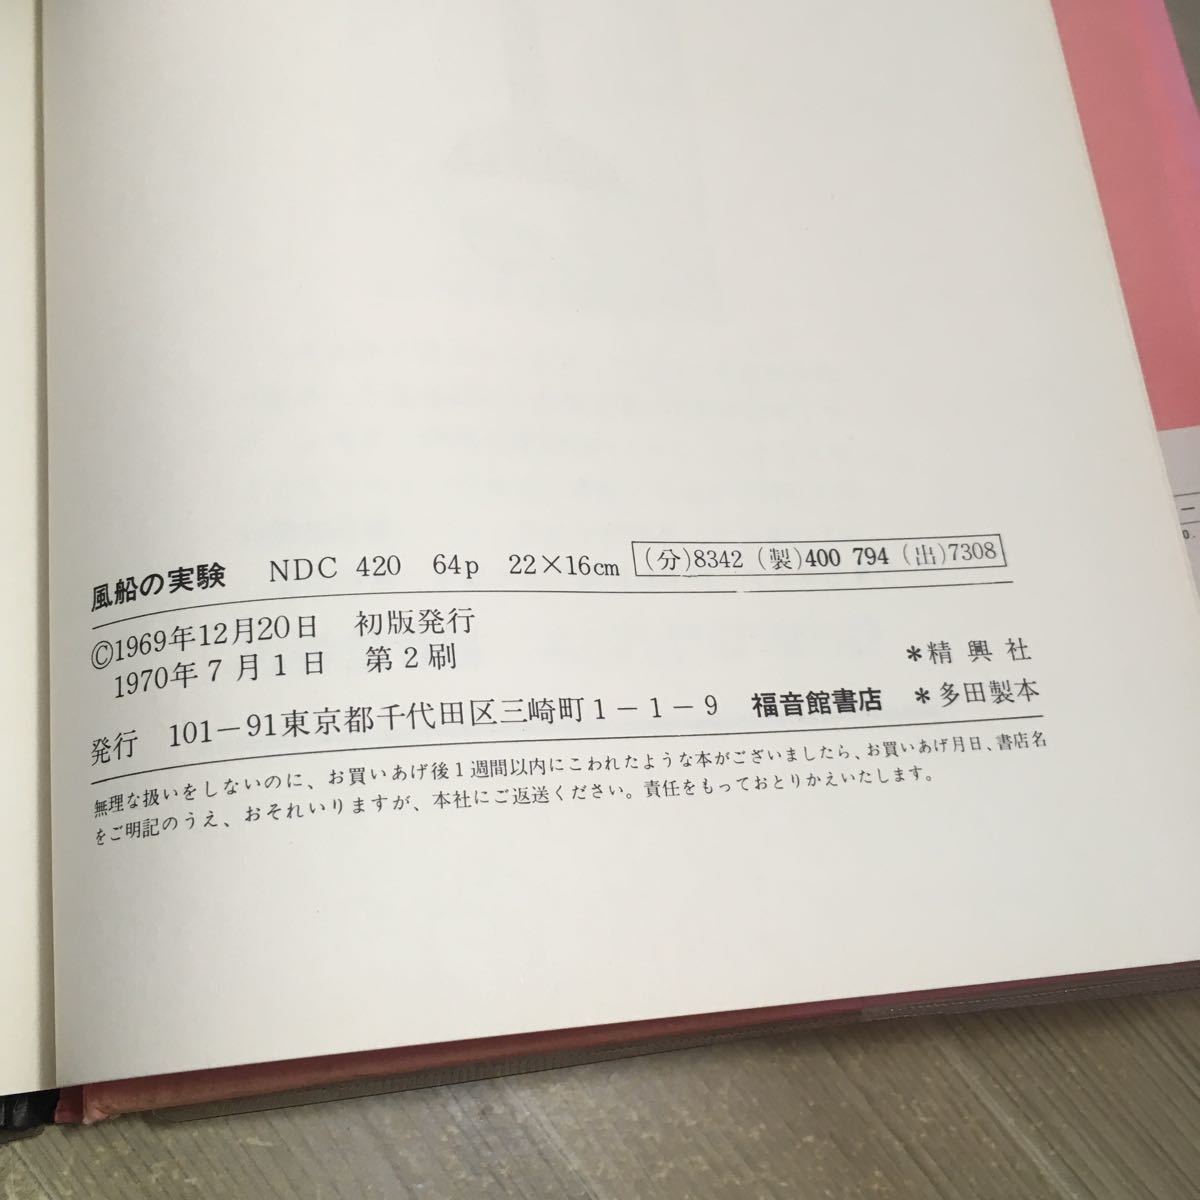 風船の実験 NDC 420 64p 22×16cm (分)8342 (製)400 794 (出)7308
©1969年12月20日 初版発行
1970年7月1日 第2刷 *精興社
発行 101-91東京都千代田区三崎町1-1-9 福音館書店 *多田製本
無理な扱いをしないのに、お買いあげ後1週間以内にこわれたような本がございましたら、お買いあげ月日、書店名
をご明記のうえ、おそれいりますが、本社にご返送ください。責任をもっておとりかえいたします。